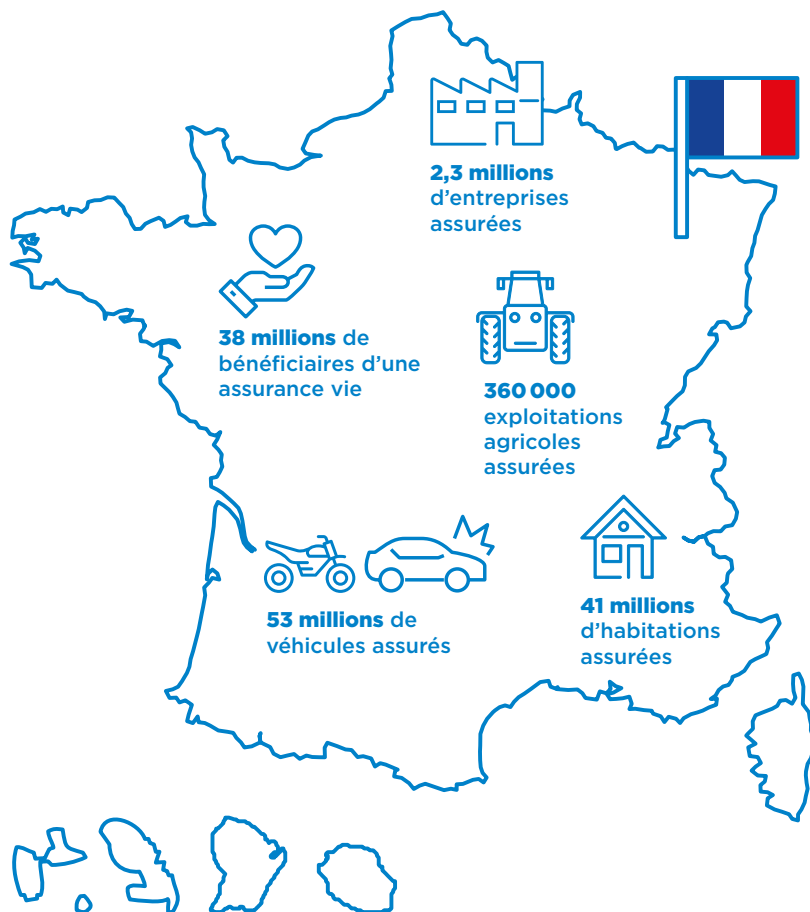 2,3 millions
d'entreprises
assurées
38 millions de
bénéficiaires d'une
assurance vie
360 000
exploitations
agricoles
assurées
53 millions de
véhicules assurés
41 millions
d'habitations
assurées